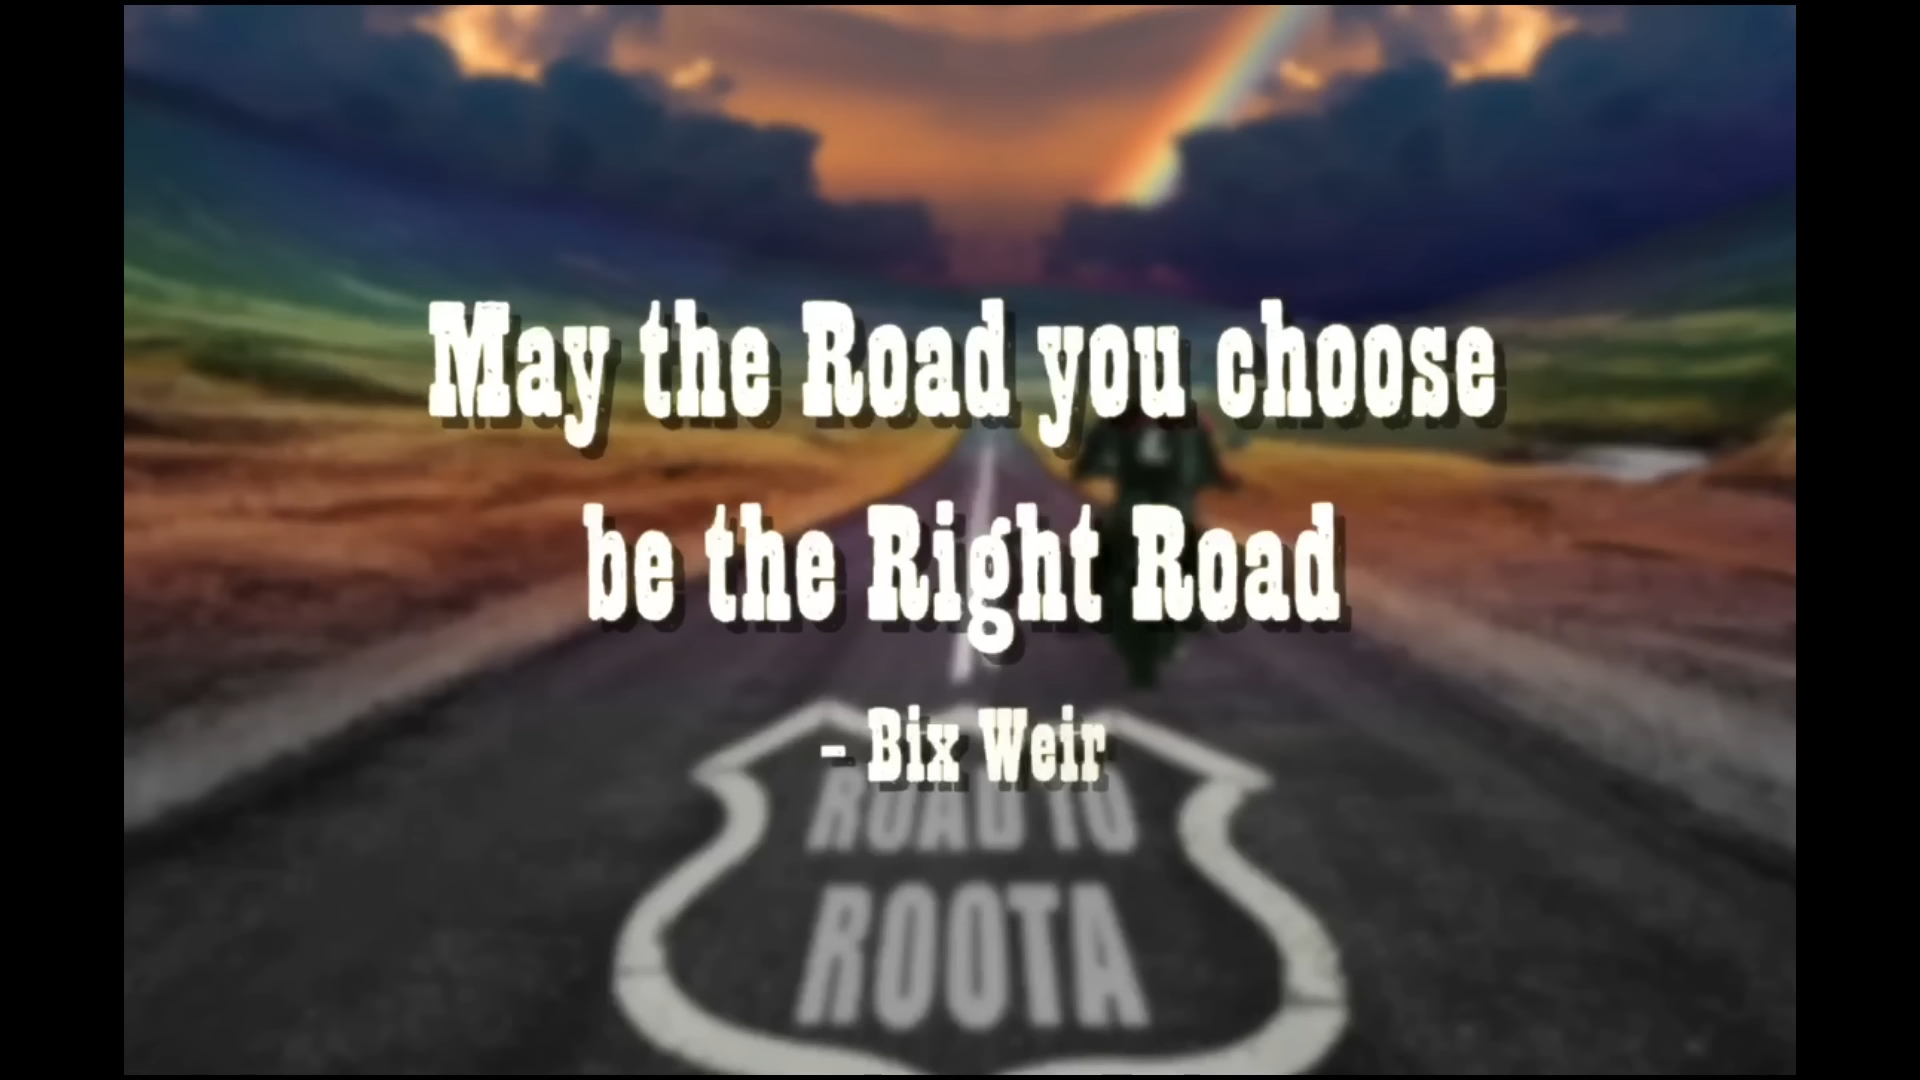 May the Road you choose
be the Right Road
- Bix Weir
ROAD TO
ROOTA